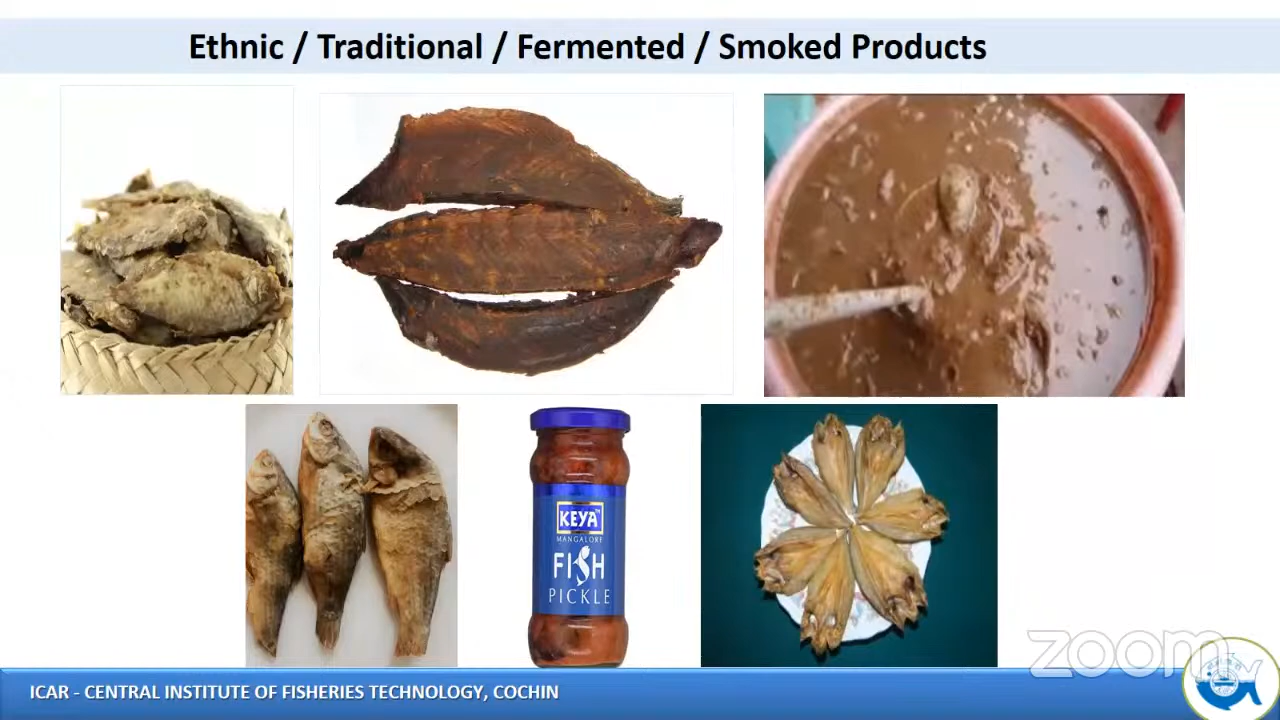 Ethnic / Traditional / Fermented / Smoked Products
KEYA
MANGALORE
FISH
PICKLE
zoom
ICAR - CENTRAL INSTITUTE OF FISHERIES TECHNOLOGY, COCHIN